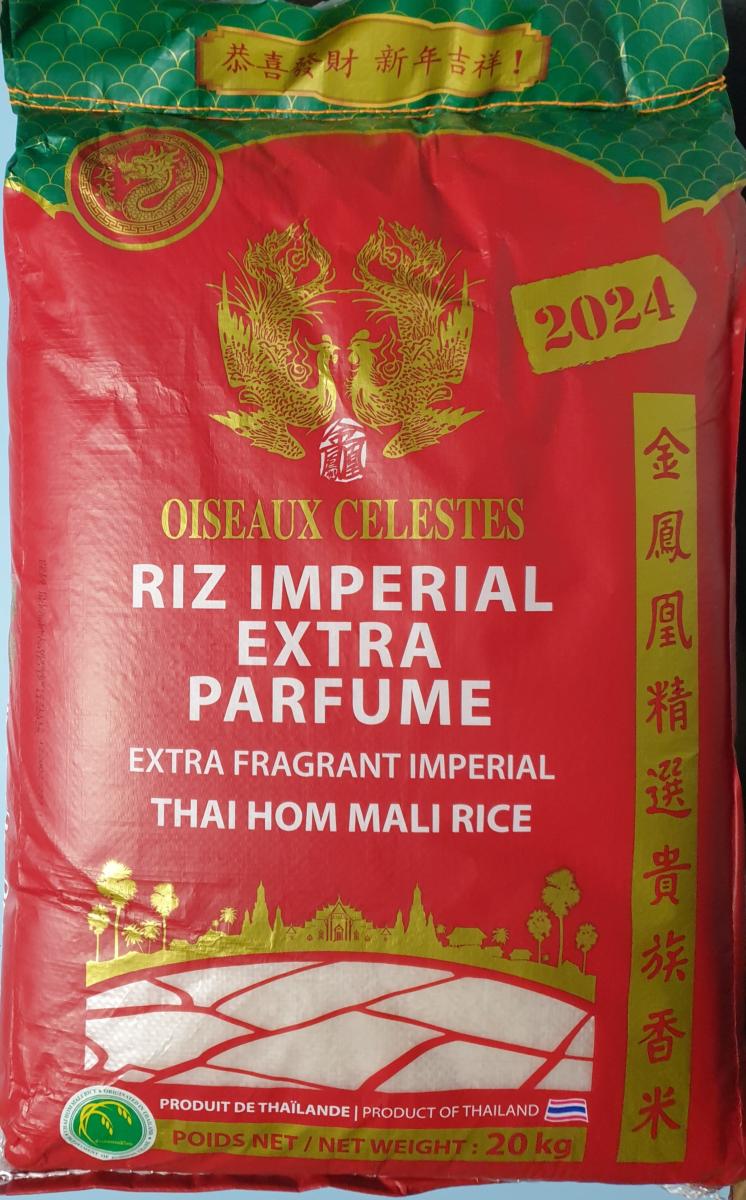 恭喜發財 新年吉祥!
2024
OISEAUX CELESTES
RIZ IMPERIAL
EXTRA
PARFUME
EXTRA FRAGRANT IMPERIAL
THAI HOM MALI RICE
金鳳凰精選貴族香米
PRODUIT DE THAÏLANDE | PRODUCT OF THAILAND
POIDS NET / NET WEIGHT : 20 kg